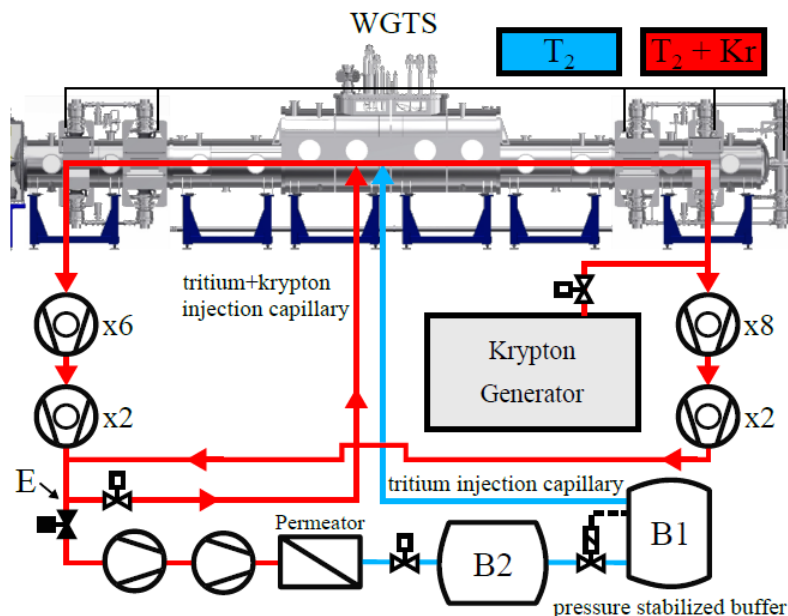 WGTS
T2
T2 + Kr
tritium+krypton
injection capillary
x6
x8
Krypton
Generator
x2
x2
E
tritium injection capillary
Permeator
B1
B2
pressure stabilized buffer